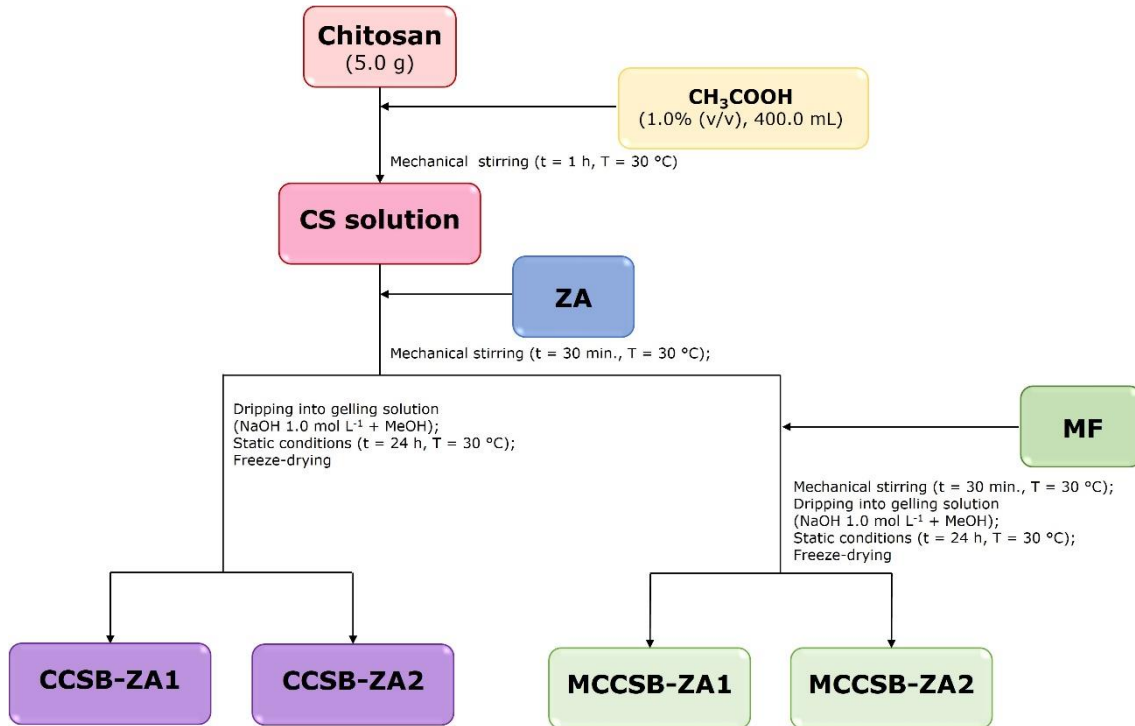 Chitosan
(5.0 g)
CH₃COOH
(1.0% (v/v), 400.0 mL)
Mechanical stirring (t = 1 h, T = 30 °C)
CS solution
ZA
Mechanical stirring (t = 30 min., T = 30 °C);
Dripping into gelling solution
(NaOH 1.0 mol L⁻¹ + MeOH);
Static conditions (t = 24 h, T = 30 °C);
Freeze-drying
MF
Mechanical stirring (t = 30 min., T = 30 °C);
Dripping into gelling solution
(NaOH 1.0 mol L⁻¹ + MeOH);
Static conditions (t = 24 h, T = 30 °C);
Freeze-drying
CCSB-ZA1
CCSB-ZA2
MCCSB-ZA1
MCCSB-ZA2